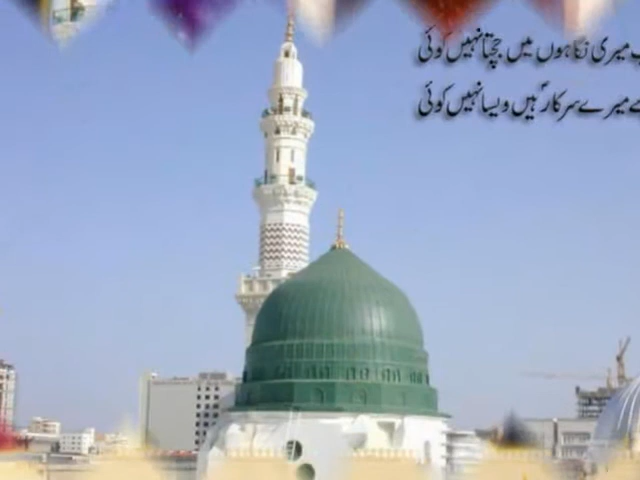 میری نگاہوں میں جچتا نہیں کوئی
میرے سرکار ہیں ویسا نہیں کوئی